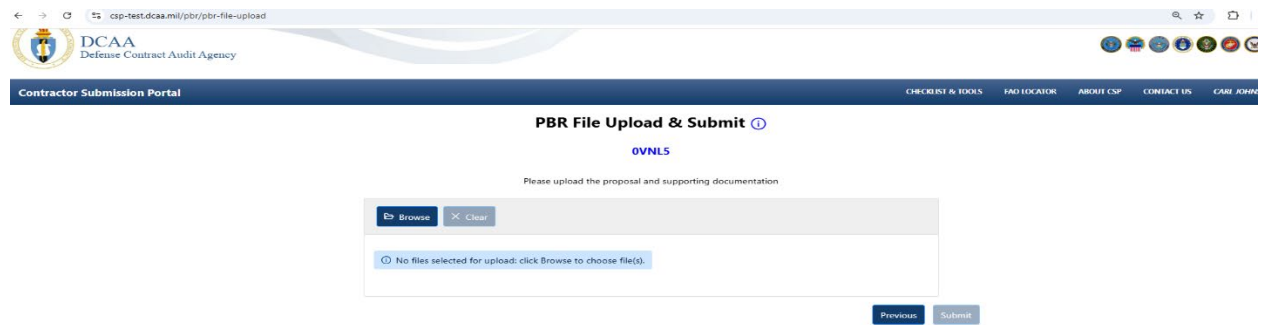 csp-test.dcaa.mil/pbr/pbr-file-upload
DCAA
Defense Contract Audit Agency
Contractor Submission Portal
CHECKLIST & TOOLS FAO LOCATOR ABOUT CSP CONTACT US CARL JOHNS
PBR File Upload & Submit
0VNL5
Please upload the proposal and supporting documentation
Browse Clear
No files selected for upload: click Browse to choose file(s).
Previous Submit